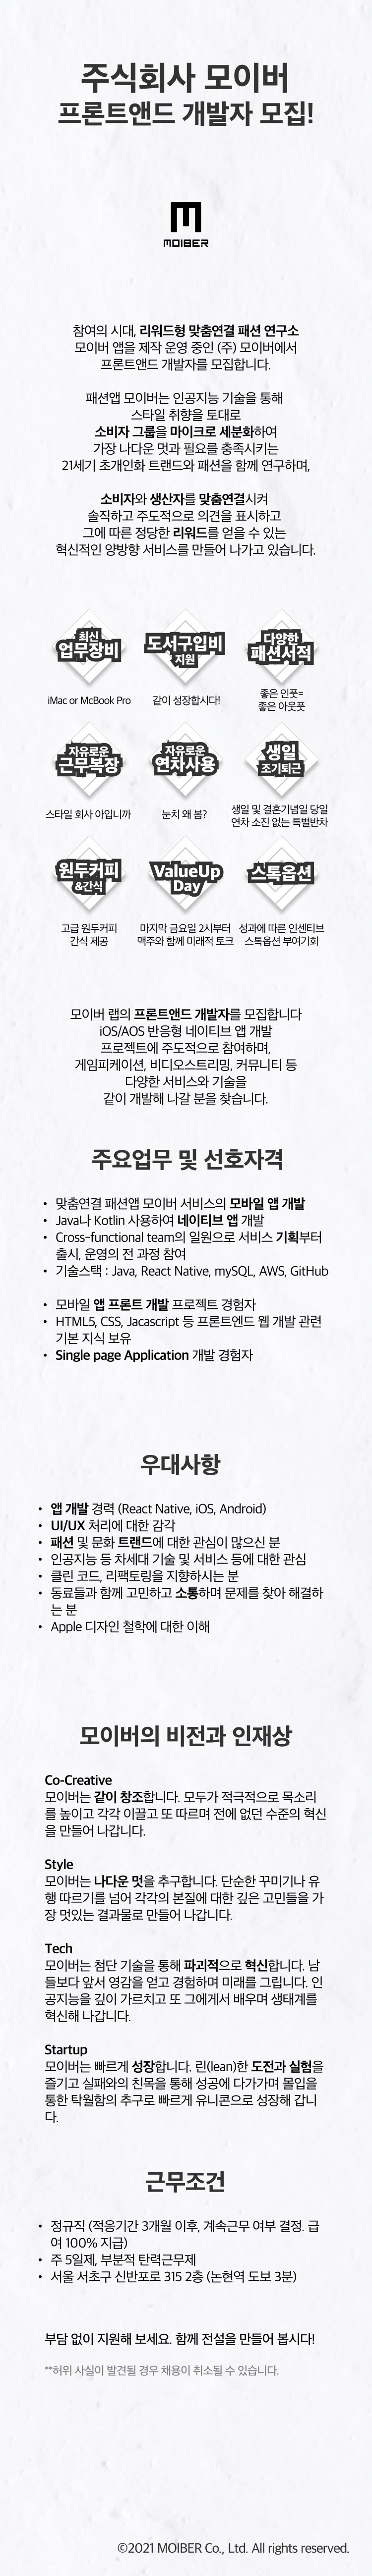 주식회사 모이버
프론트앤드 개발자 모집!
MOIBER
참여의 시대, 리워드형 맞춤연결 패션 연구소
모이버 앱을 제작 운영 중인 (주) 모이버에서
프론트앤드 개발자를 모집합니다.
패션앱 모이버는 인공지능 기술을 통해
스타일 취향을 토대로
소비자 그룹을 마이크로 세분화하여
가장 나다운 멋과 필요를 충족시키는
21세기 초개인화 트랜드와 패션을 함께 연구하며,
소비자와 생산자를 맞춤연결시켜
솔직하고 주도적으로 의견을 표시하고
그에 따른 정당한 리워드를 얻을 수 있는
혁신적인 양방향 서비스를 만들어 나가고 있습니다.
최신
업무장비
iMac or McBook Pro
도서구입비
지원
같이 성장합시다!
다양한
패션서적
좋은 인풋=
좋은 아웃풋
자유로운
근무복장
스타일 회사 아입니까
자유로운
연차사용
눈치 왜 봄?
생일
조기퇴근
생일 및 결혼기념일 당일
연차 소진 없는 특별반차
원두커피
&간식
고급 원두커피
간식 제공
ValueUp
Day
마지막 금요일 2시부터
맥주와 함께 미래적 토크
스톡옵션
성과에 따른 인센티브
스톡옵션 부여기회
모이버 랩의 프론트앤드 개발자를 모집합니다
iOS/AOS 반응형 네이티브 앱 개발
프로젝트에 주도적으로 참여하며,
게임피케이션, 비디오스트리밍, 커뮤니티 등
다양한 서비스와 기술을
같이 개발해 나갈 분을 찾습니다.
주요업무 및 선호자격
• 맞춤연결 패션앱 모이버 서비스의 모바일 앱 개발
• Java나 Kotlin 사용하여 네이티브 앱 개발
• Cross-functional team의 일원으로 서비스 기획부터
출시, 운영의 전 과정 참여
• 기술스택 : Java, React Native, mySQL, AWS, GitHub
• 모바일 앱 프론트 개발 프로젝트 경험자
• HTML5, CSS, Jacascript 등 프론트엔드 웹 개발 관련
기본 지식 보유
• Single page Application 개발 경험자
우대사항
• 앱 개발 경력 (React Native, iOS, Android)
• UI/UX 처리에 대한 감각
• 패션 및 문화 트랜드에 대한 관심이 많으신 분
• 인공지능 등 차세대 기술 및 서비스 등에 대한 관심
• 클린 코드, 리팩토링을 지향하시는 분
• 동료들과 함께 고민하고 소통하며 문제를 찾아 해결하
는 분
• Apple 디자인 철학에 대한 이해
모이버의 비전과 인재상
Co-Creative
모이버는 같이 창조합니다. 모두가 적극적으로 목소리
를 높이고 각각 이끌고 또 따르며 전에 없던 수준의 혁신
을 만들어 나갑니다.
Style
모이버는 나다운 멋을 추구합니다. 단순한 꾸미기나 유
행 따르기를 넘어 각각의 본질에 대한 깊은 고민들을 가
장 멋있는 결과물로 만들어 나갑니다.
Tech
모이버는 첨단 기술을 통해 파괴적으로 혁신합니다. 남
들보다 앞서 영감을 얻고 경험하며 미래를 그립니다. 인
공지능을 깊이 가르치고 또 그에게서 배우며 생태계를
혁신해 나갑니다.
Startup
모이버는 빠르게 성장합니다. 린(lean)한 도전과 실험을
즐기고 실패와의 친목을 통해 성공에 다가가며 몰입을
통한 탁월함의 추구로 빠르게 유니콘으로 성장해 갑니
다.
근무조건
• 정규직 (적응기간 3개월 이후, 계속근무 여부 결정. 급
여 100% 지급)
• 주 5일제, 부분적 탄력근무제
• 서울 서초구 신반포로 315 2층 (논현역 도보 3분)
부담 없이 지원해 보세요. 함께 전설을 만들어 봅시다!
**허위 사실이 발견될 경우 채용이 취소될 수 있습니다.
©2021 MOIBER Co., Ltd. All rights reserved.